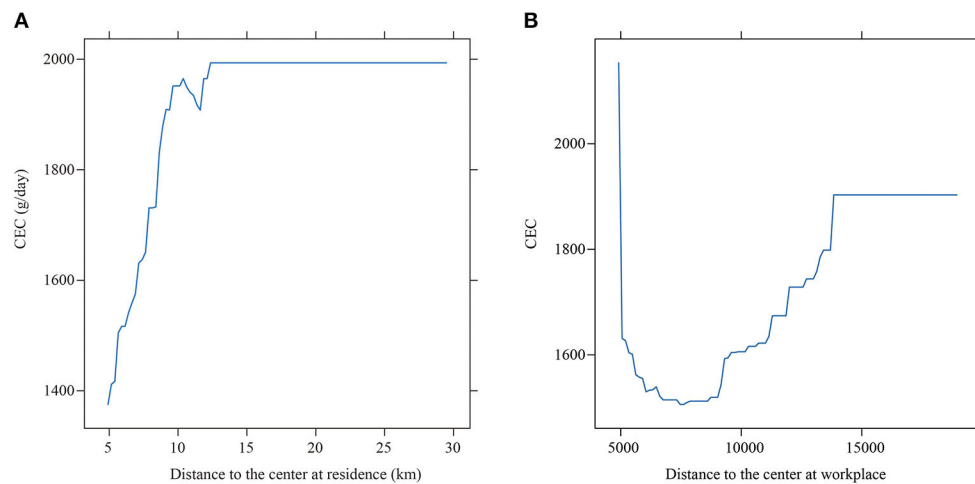 A
2000
1800
1600
1400
CEC (g/day)
5 10 15 20 25 30
Distance to the center at residence (km)
B
2000
1800
1600
CEC
5000 10000 15000
Distance to the center at workplace